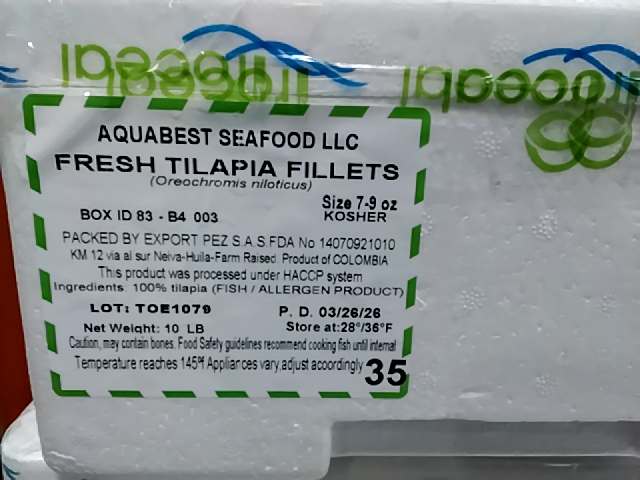 AQUABEST SEAFOOD LLC
FRESH TILAPIA FILLETS
(Oreochromis niloticus)
Size 7-9 oz
KOSHER
BOX ID 83 - B4 003
PACKED BY EXPORT PEZ S.A.S.FDA No 14070921010
KM 12 via al sur Neiva-Huila-Farm Raised. Product of COLOMBIA
This product was processed under HACCP system
Ingredients: 100% tilapia (FISH / ALLERGEN PRODUCT)
LOT: TOE1079 P. D. 03/26/26
Net Weight: 10 LB Store at:28°/36°F
Caution, may contain bones. Food Safety guidelines recommend cooking fish until internal
Temperature reaches 145°F. Appliances vary,adjust acoordingly 35